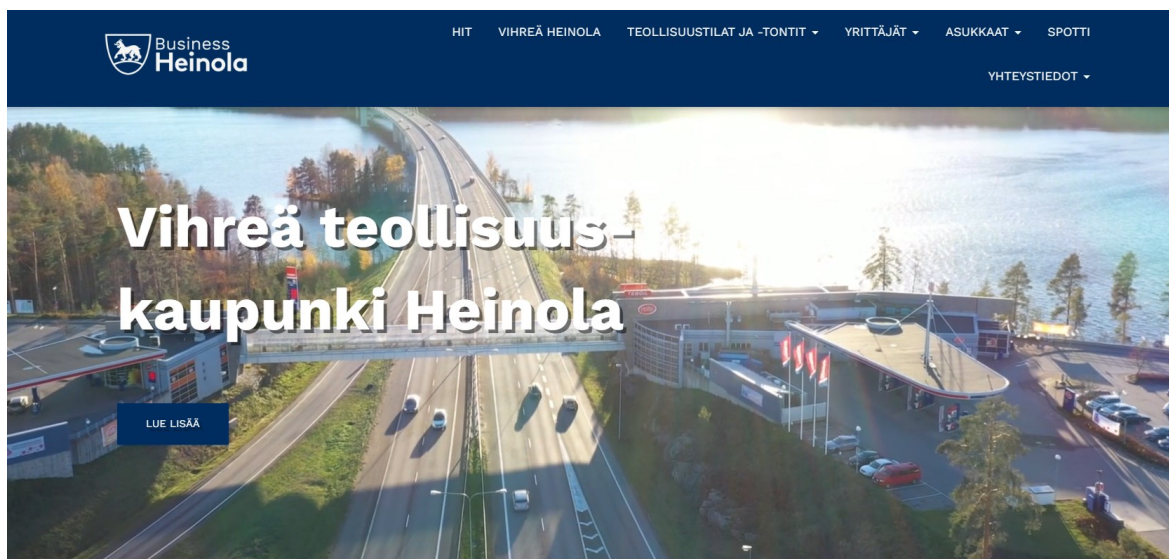 Business
Heinola
HIT
VIHREÄ HEINOLA
TEOLLISUUSTILAT JA -TONTIT
YRITTÄJÄT
ASUKKAAT
SPOTTI
YHTEYSTIEDOT
Vihreä teollisuus-
kaupunki Heinola
LUE LISÄÄ